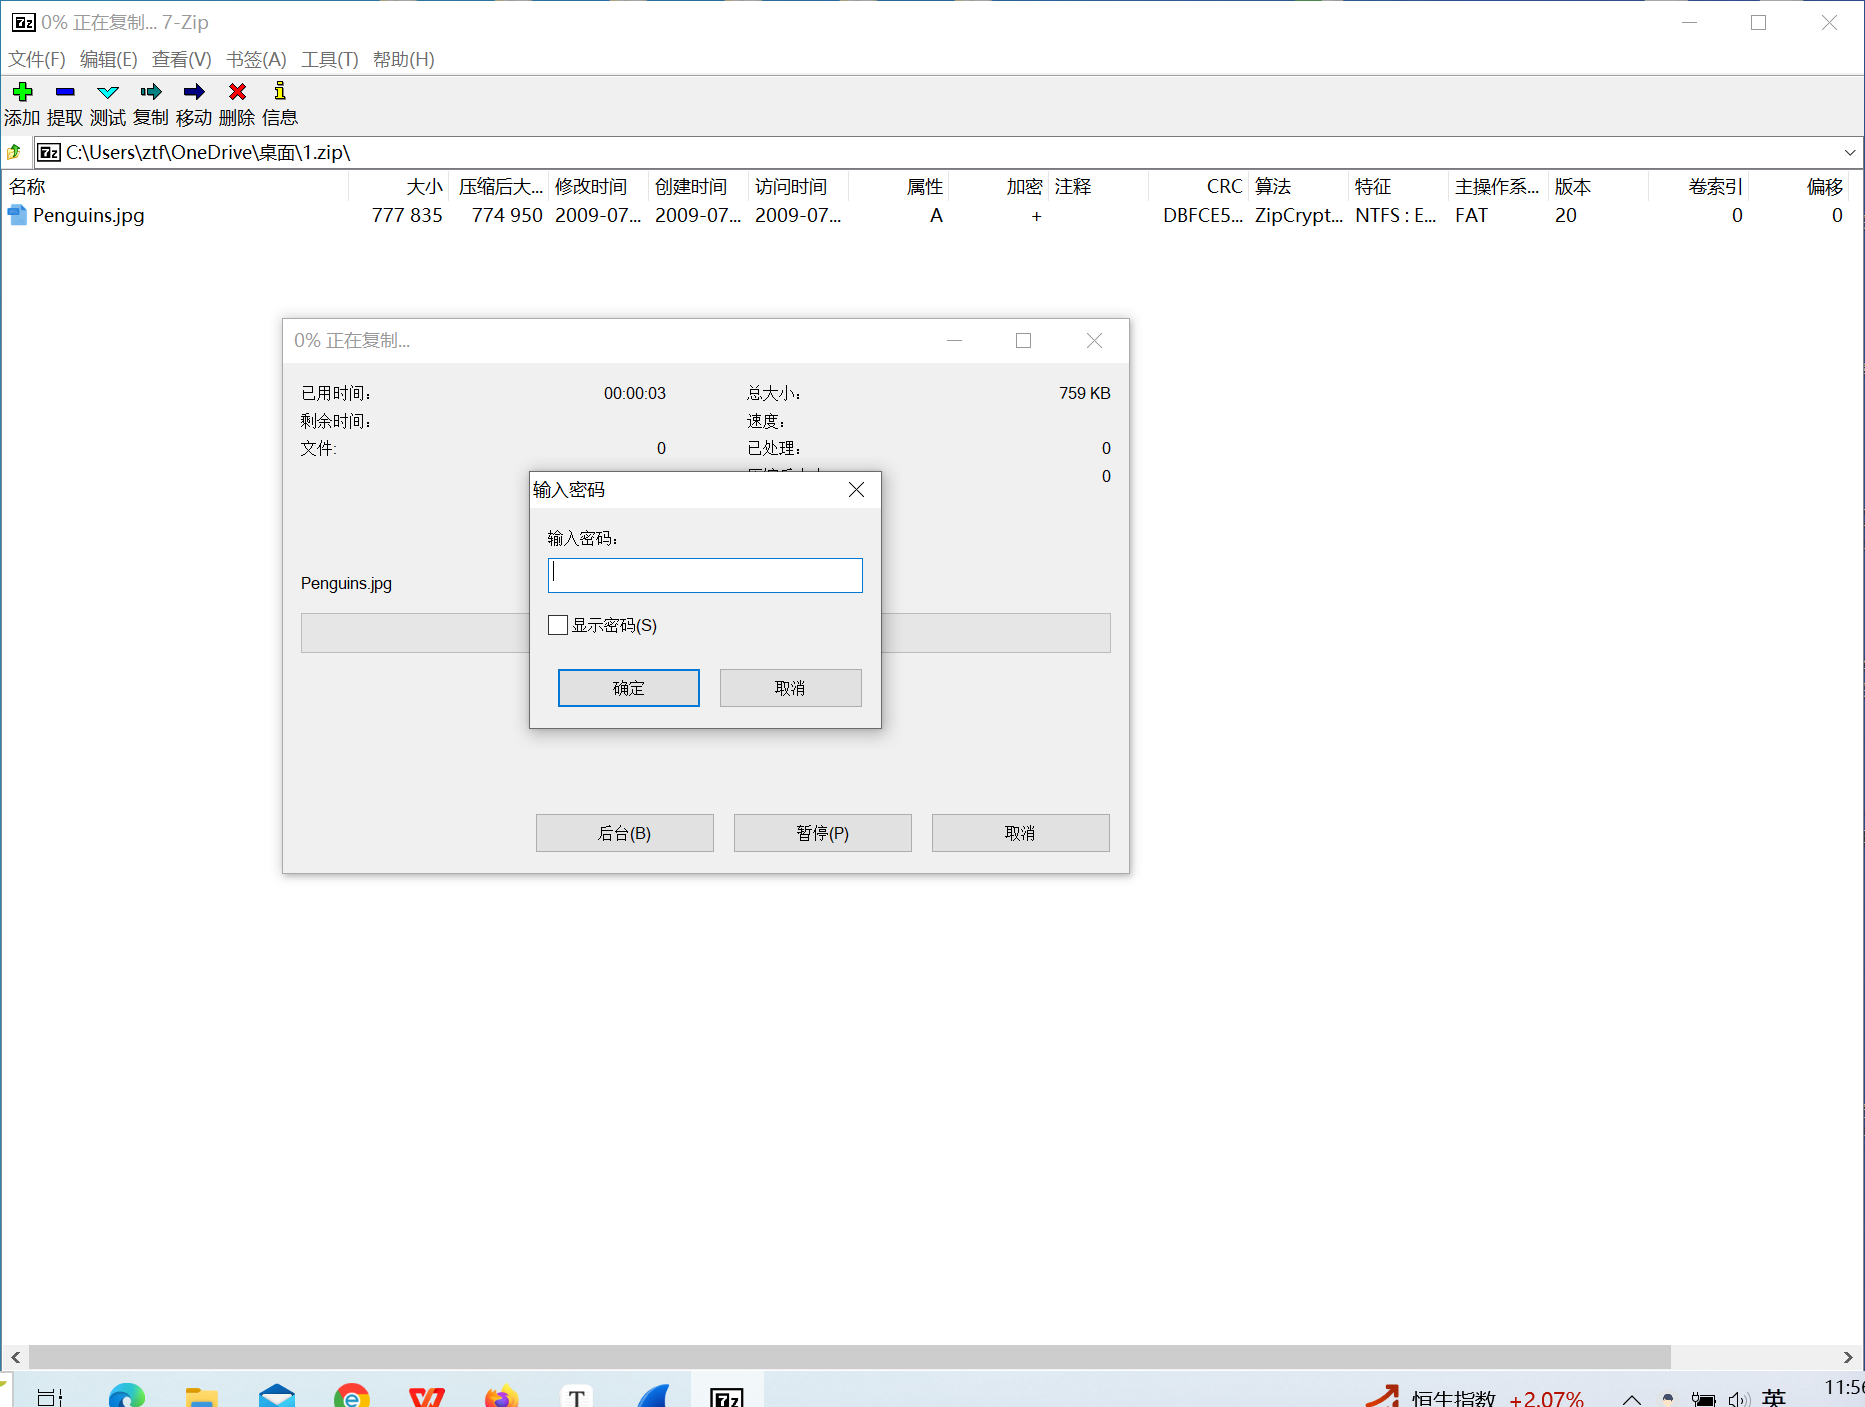 0% 正在复制... 7-Zip
文件(F) 编辑(E) 查看(V) 书签(A) 工具(T) 帮助(H)
添加 提取 测试 复制 移动 删除 信息
C:\Users\ztf\OneDrive\桌面\1.zip\
名称 大小 压缩后大... 修改时间 创建时间 访问时间 属性 加密 注释 CRC 算法 特征 主操作系... 版本 卷索引 偏移
Penguins.jpg 777 835 774 950 2009-07... 2009-07... 2009-07... A + DBFCE5... ZipCrypt... NTFS : E... FAT 20 0 0
0% 正在复制...
已用时间: 00:00:03 总大小: 759 KB
剩余时间: 速度:
文件: 0 已处理: 0
0
输入密码
输入密码:
Penguins.jpg
显示密码(S)
确定 取消
后台(B) 暂停(P) 取消
恒生指数 +2.07% 英